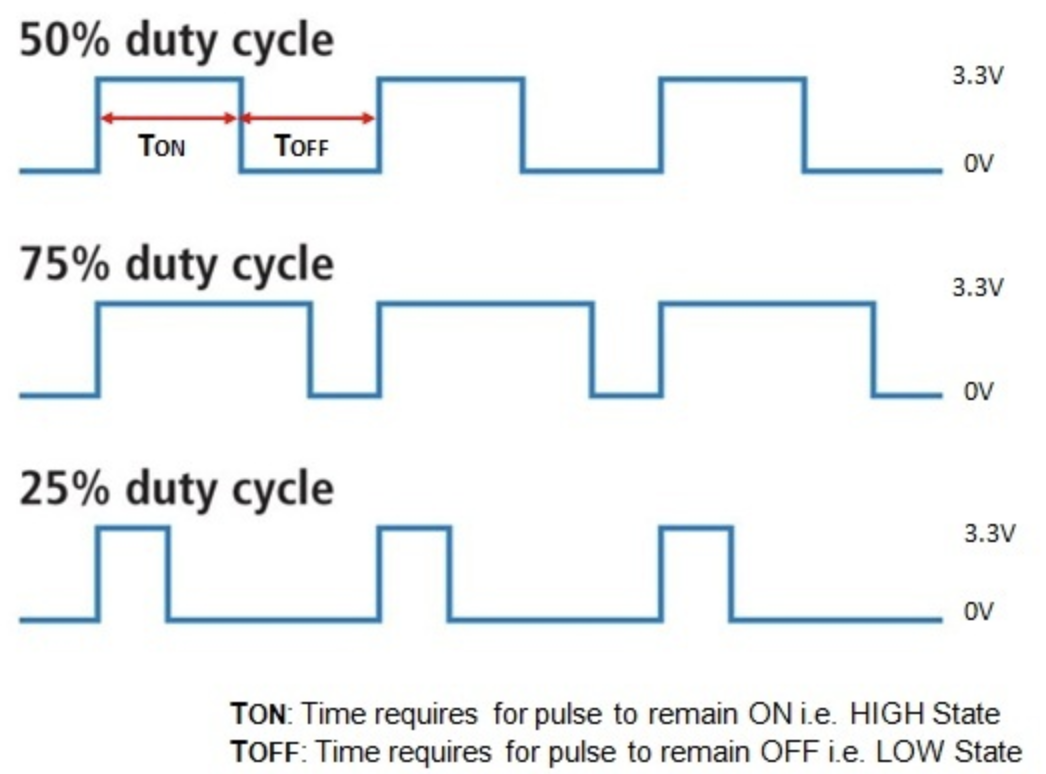 50% duty cycle
3.3V
TON TOFF
0V
75% duty cycle
3.3V
0V
25% duty cycle
3.3V
0V
TON: Time requires for pulse to remain ON i.e. HIGH State
TOFF: Time requires for pulse to remain OFF i.e. LOW State